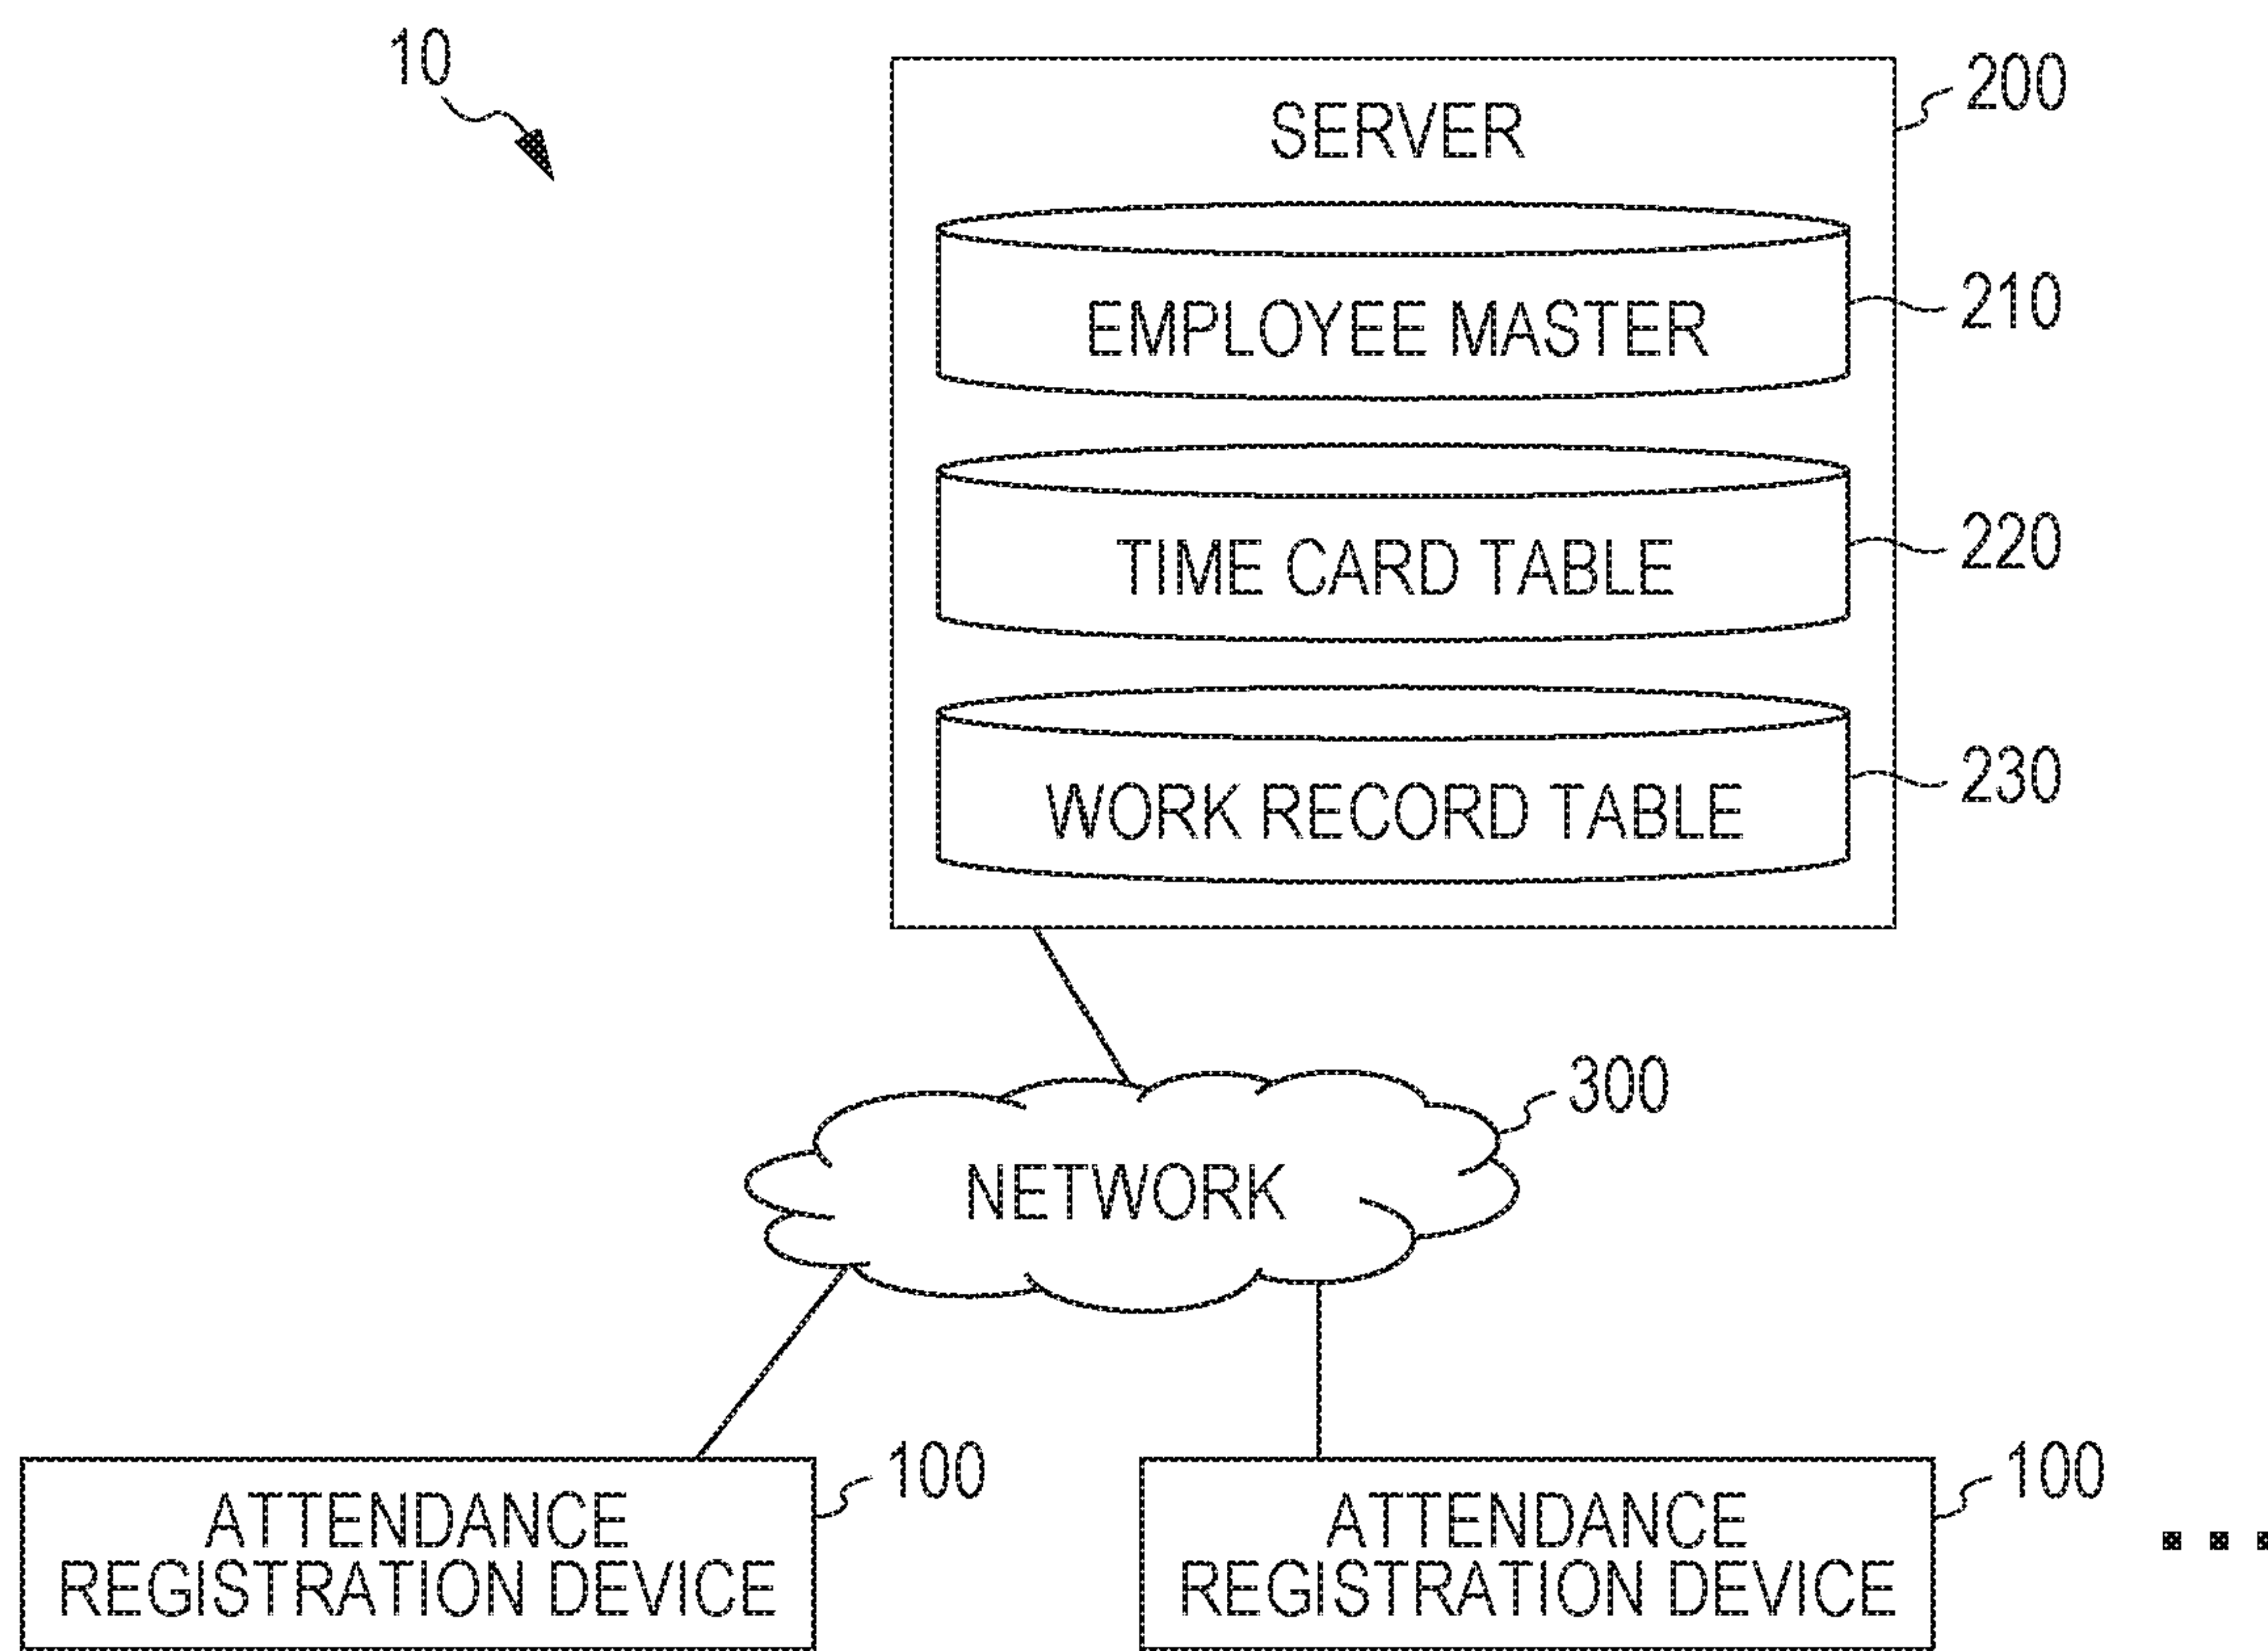 10
SERVER
200
EMPLOYEE MASTER
210
TIME CARD TABLE
220
WORK RECORD TABLE
230
NETWORK
300
ATTENDANCE
REGISTRATION DEVICE
100
ATTENDANCE
REGISTRATION DEVICE
100
...